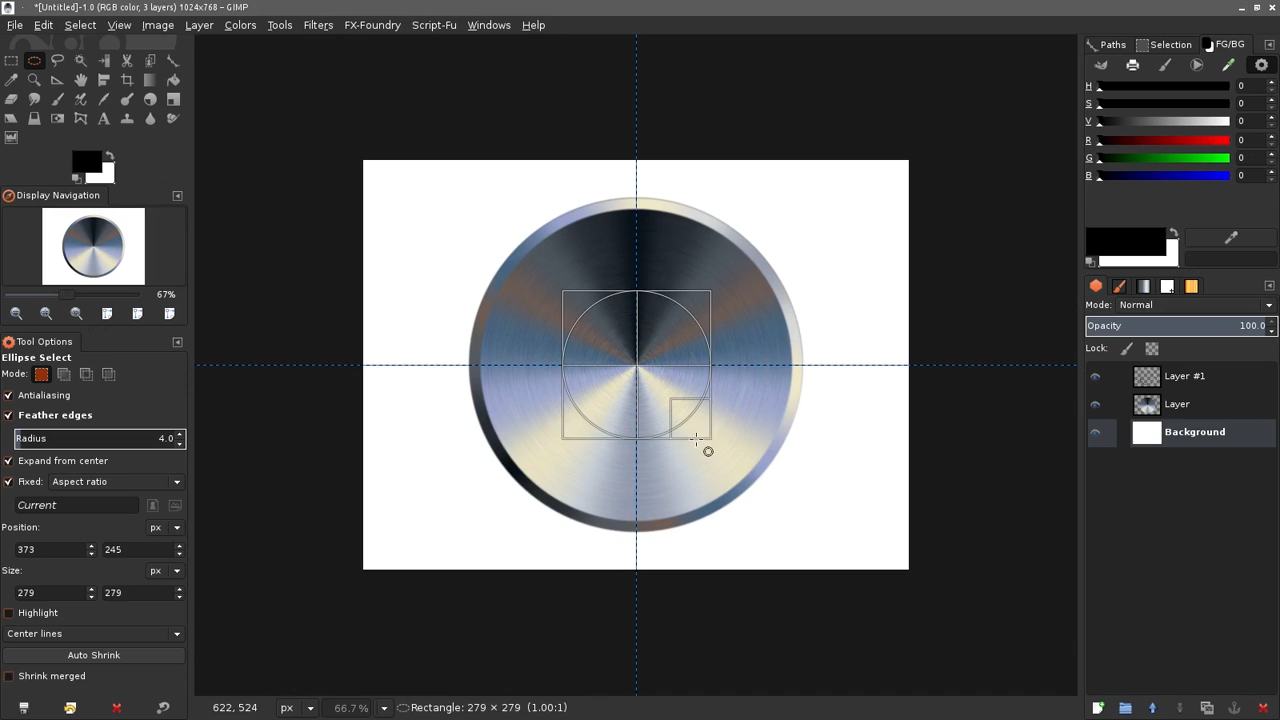 *[Untitled]-1.0 (RGB color, 3 layers) 1024x768 – GIMP
File Edit Select View Image Layer Colors Tools Filters FX-Foundry Script-Fu Windows Help
Paths Selection FG/BG
H 0
S 0
V 0
R 0
G 0
B 0
Display Navigation
67%
Tool Options
Ellipse Select
Mode:
Antialiasing
Feather edges
Radius 4.0
Expand from center
Fixed: Aspect ratio
Current
Position: px
373 245
Size: px
279 279
Highlight
Center lines
Auto Shrink
Shrink merged
Mode: Normal
Opacity 100.0
Lock:
Layer #1
Layer
Background
622, 524 px 66.7% Rectangle: 279 × 279 (1.00:1)